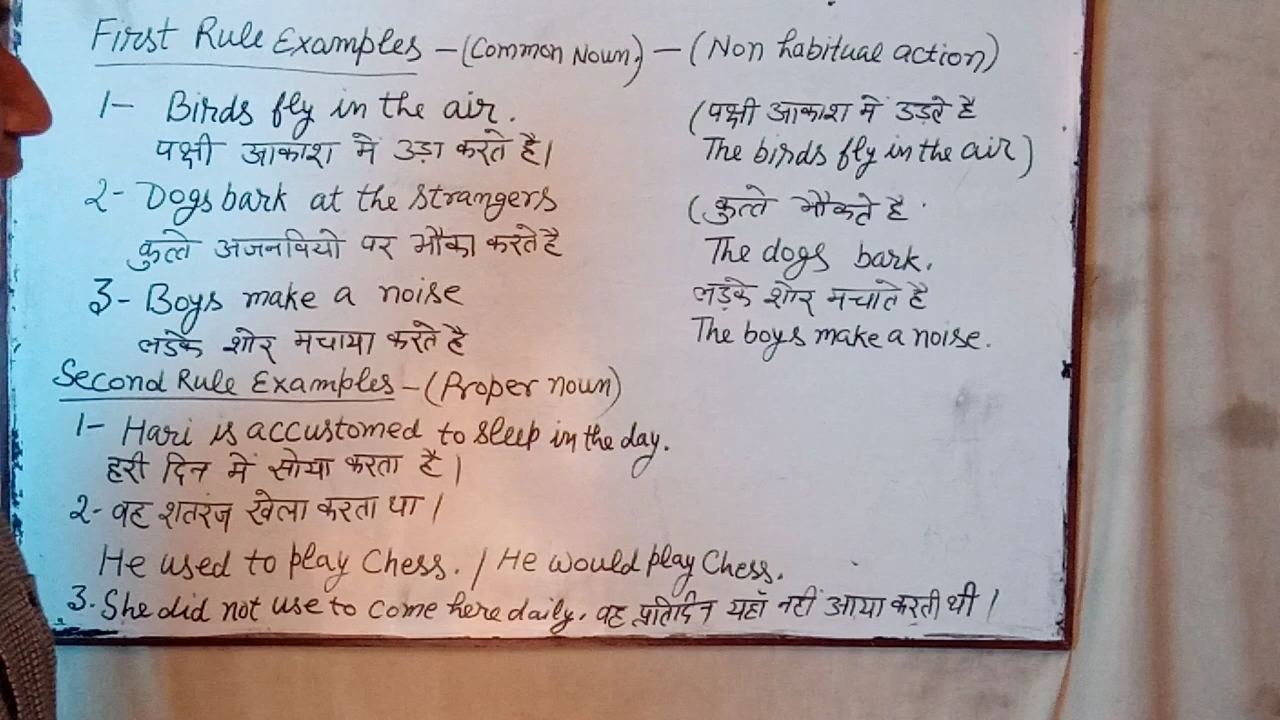 First Rule Examples - (Common Noun.) - (Non habitual action)
1- Birds fly in the air.
पक्षी आकाश में उड़ा करते है।
2- Dogs bark at the strangers
कुत्ते अजनवियो पर भौका करते है
3- Boys make a noise
लडके शोर मचाया करते है
(पक्षी आकाश में उड़ते है
The birds fly in the air)
(कुत्ते भौकते है
The dogs bark.
लड़के शोर मचाते है
The boys make a noise.
Second Rule Examples - (Proper noun)
1- Hari is accustomed to sleep in the day.
हरी दिन में सोया करता है।
2- वह शतरंज खेला करता था।
He used to play Chess. / He would play Chess.
3. She did not use to come here daily. वह प्रतिदिन यहाँ नहीं आया करती थी।